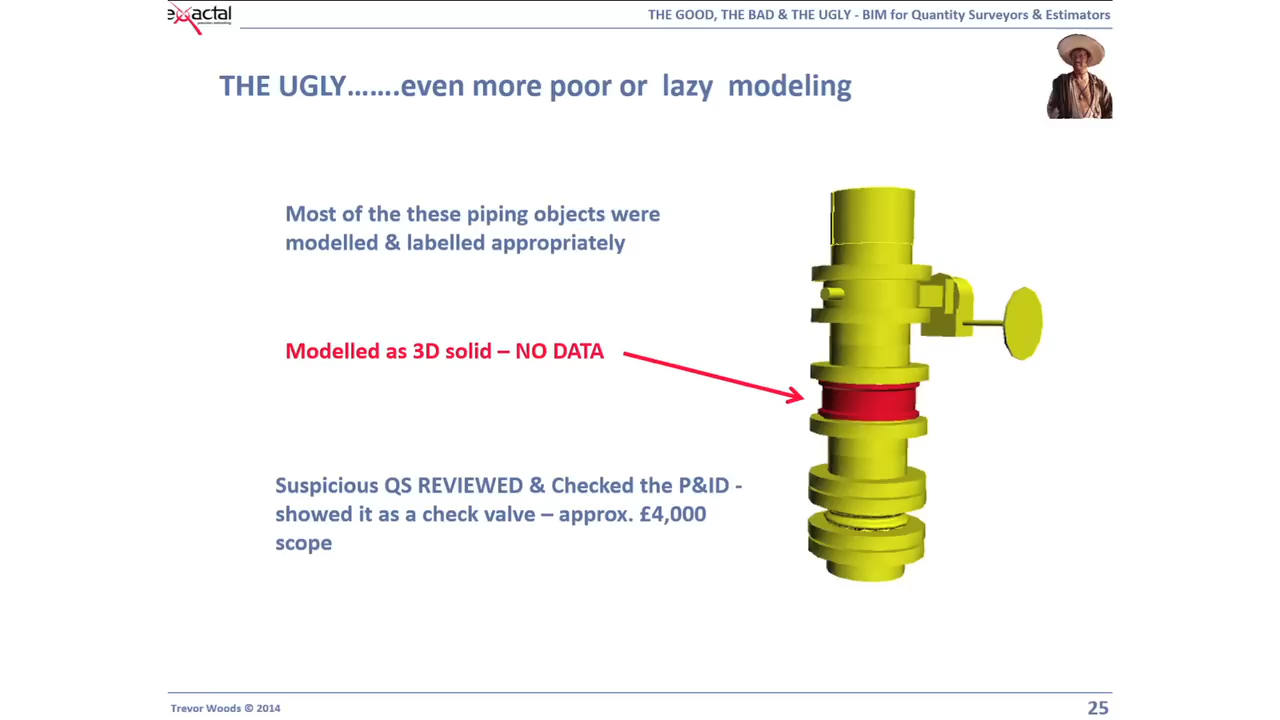 exactal
THE GOOD, THE BAD & THE UGLY - BIM for Quantity Surveyors & Estimators
THE UGLY…….even more poor or lazy modeling
Most of the these piping objects were
modelled & labelled appropriately
Modelled as 3D solid – NO DATA
Suspicious QS REVIEWED & Checked the P&ID -
showed it as a check valve – approx. £4,000
scope
Trevor Woods © 2014
25